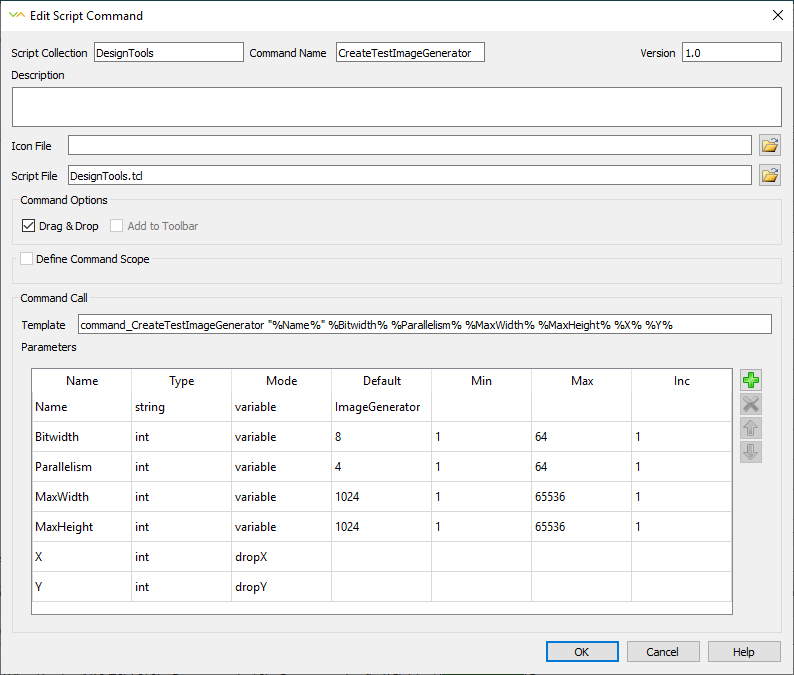 Edit Script Command
Script Collection DesignTools Command Name CreateTestImageGenerator Version 1.0
Description
Icon File
Script File DesignTools.tcl
Command Options
Drag & Drop Add to Toolbar
Define Command Scope
Command Call
Template command_CreateTestImageGenerator "%Name%" %Bitwidth% %Parallelism% %MaxWidth% %MaxHeight% %X% %Y%
Parameters
Name Type Mode Default Min Max Inc
Name string variable ImageGenerator
Bitwidth int variable 8 1 64 1
Parallelism int variable 4 1 64 1
MaxWidth int variable 1024 1 65536 1
MaxHeight int variable 1024 1 65536 1
X int dropX
Y int dropY
OK Cancel Help